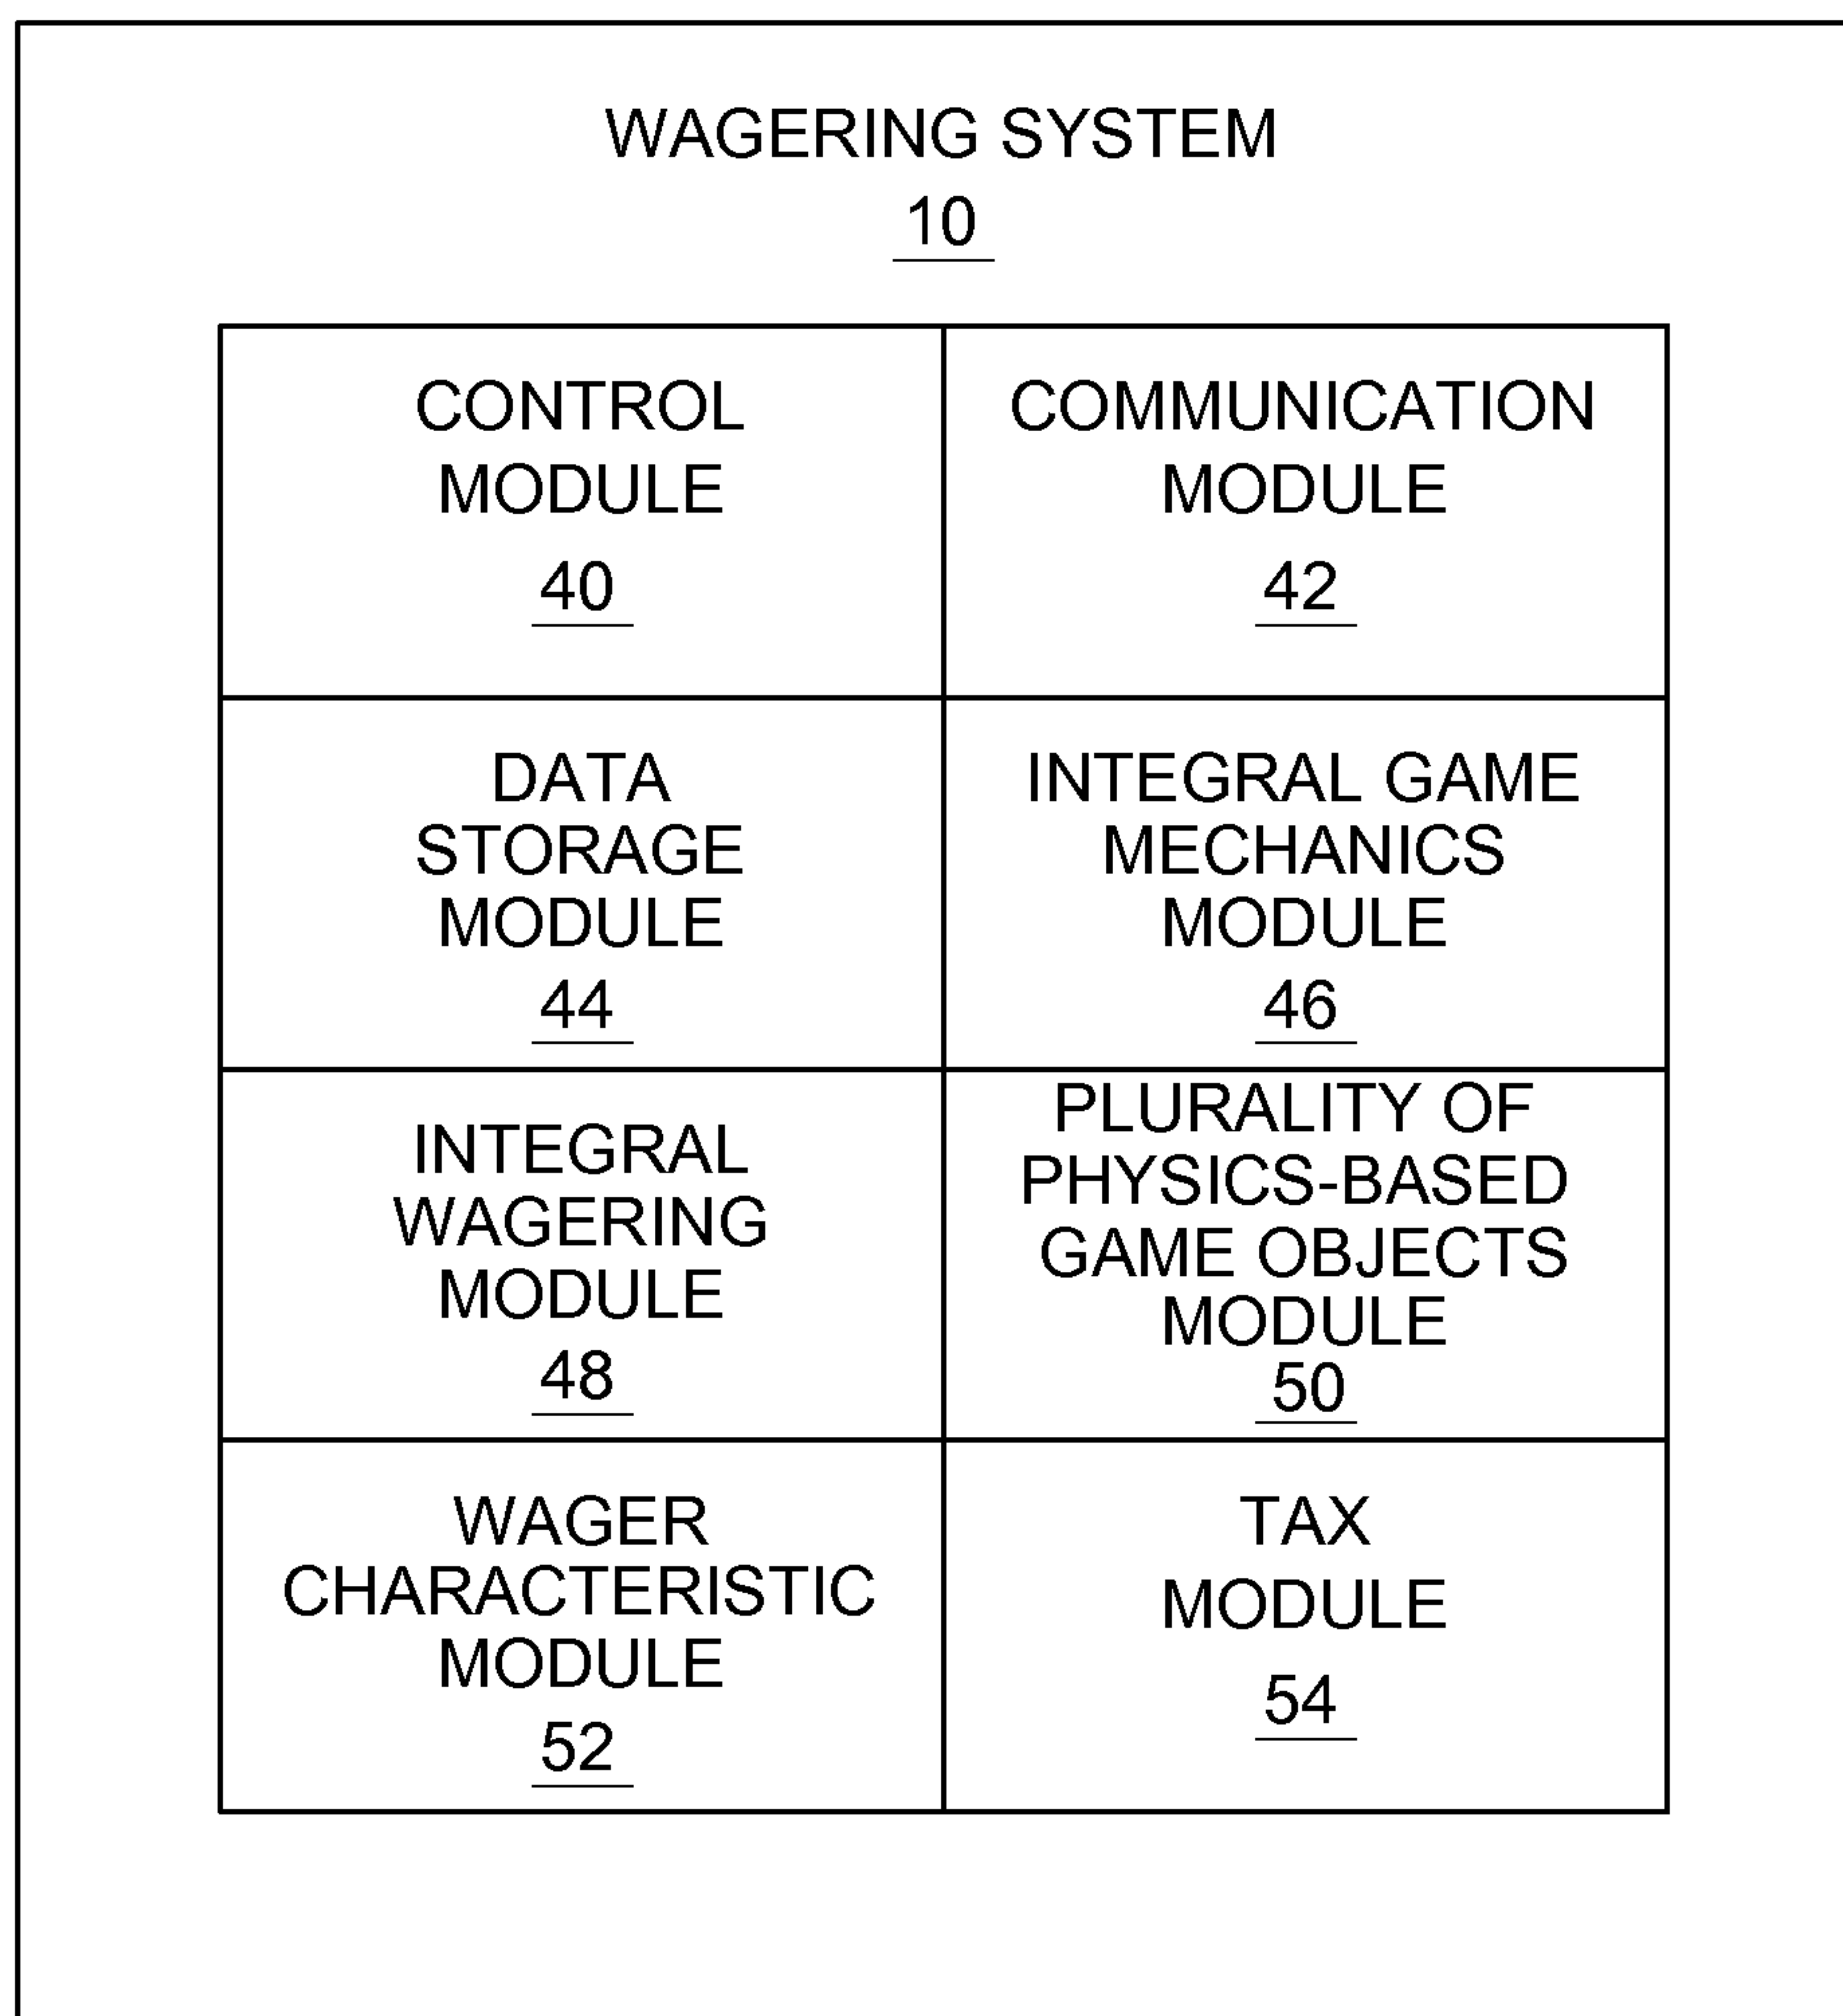 WAGERING SYSTEM
10
CONTROL
MODULE
40
COMMUNICATION
MODULE
42
DATA
STORAGE
MODULE
44
INTEGRAL GAME
MECHANICS
MODULE
46
INTEGRAL
WAGERING
MODULE
48
PLURALITY OF
PHYSICS-BASED
GAME OBJECTS
MODULE
50
WAGER
CHARACTERISTIC
MODULE
52
TAX
MODULE
54